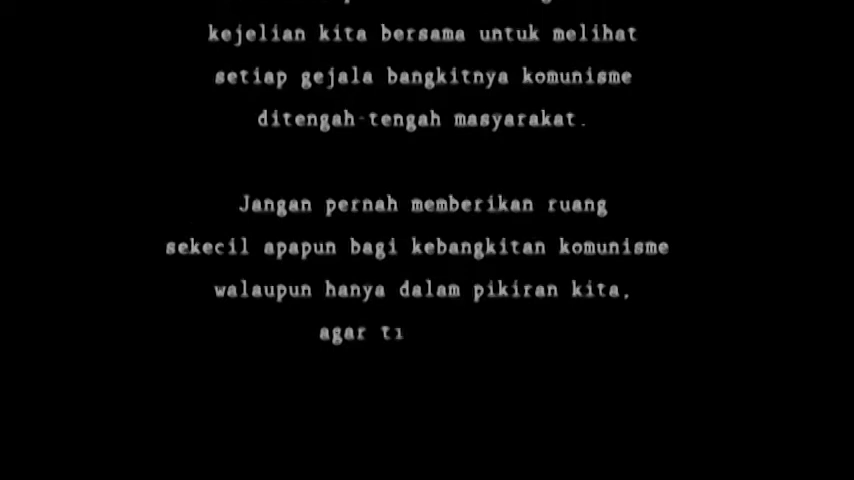 kejelian kita bersama untuk melihat
setiap gejala bangkitnya komunisme
ditengah-tengah masyarakat.
Jangan pernah memberikan ruang
sekecil apapun bagi kebangkitan komunisme
walaupun hanya dalam pikiran kita,
agar